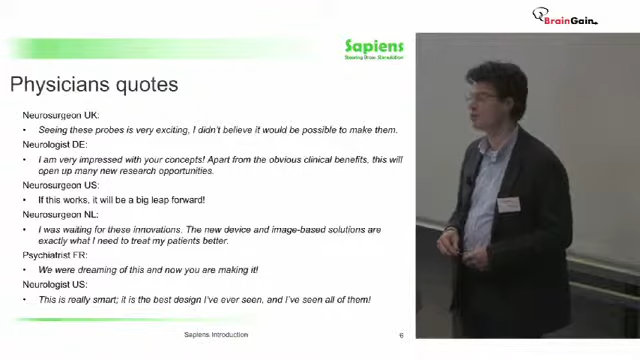 BrainGain
Sapiens
Steering Brain Stimulation
Physicians quotes
Neurosurgeon UK:
• Seeing these probes is very exciting, I didn't believe it would be possible to make them.
Neurologist DE:
• I am very impressed with your concepts! Apart from the obvious clinical benefits, this will
open up many new research opportunities.
Neurosurgeon US:
• If this works, it will be a big leap forward!
Neurosurgeon NL:
• I was waiting for these innovations. The new device and image-based solutions are
exactly what I need to treat my patients better.
Psychiatrist FR:
• We were dreaming of this and now you are making it!
Neurologist US:
• This is really smart; it is the best design I've ever seen, and I've seen all of them!
Sapiens Introduction
6